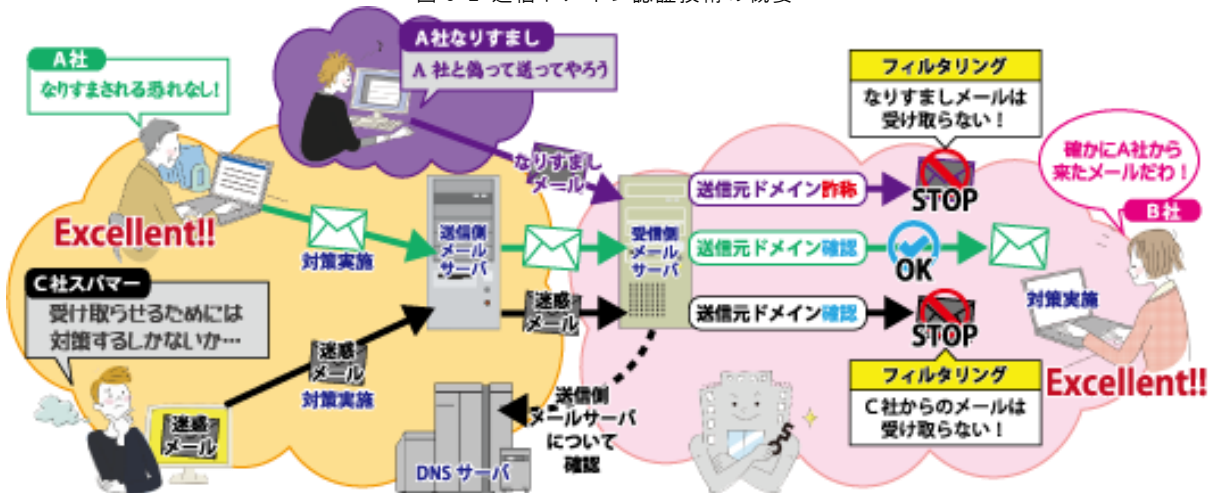 A社
なりすまされる恐れなし！
A社なりすまし
A 社と偽って送ってやろう
フィルタリング
なりすましメールは
受け取らない！
確かにA社から
来たメールだわ！
B社
なりすまし
メール
送信元ドメイン詐称
STOP
Excellent!!
対策実施
送信側
メール
サーバ
受信側
メール
サーバ
送信元ドメイン確認
OK
対策実施
Excellent!!
C社スパマー
受け取らせるためには
対策するしかないか…
迷惑
メール
対策実施
迷惑
メール
送信元ドメイン確認
STOP
フィルタリング
C社からのメールは
受け取らない！
迷惑
メール
DNS サーバ
送信側
メールサーバ
について
確認